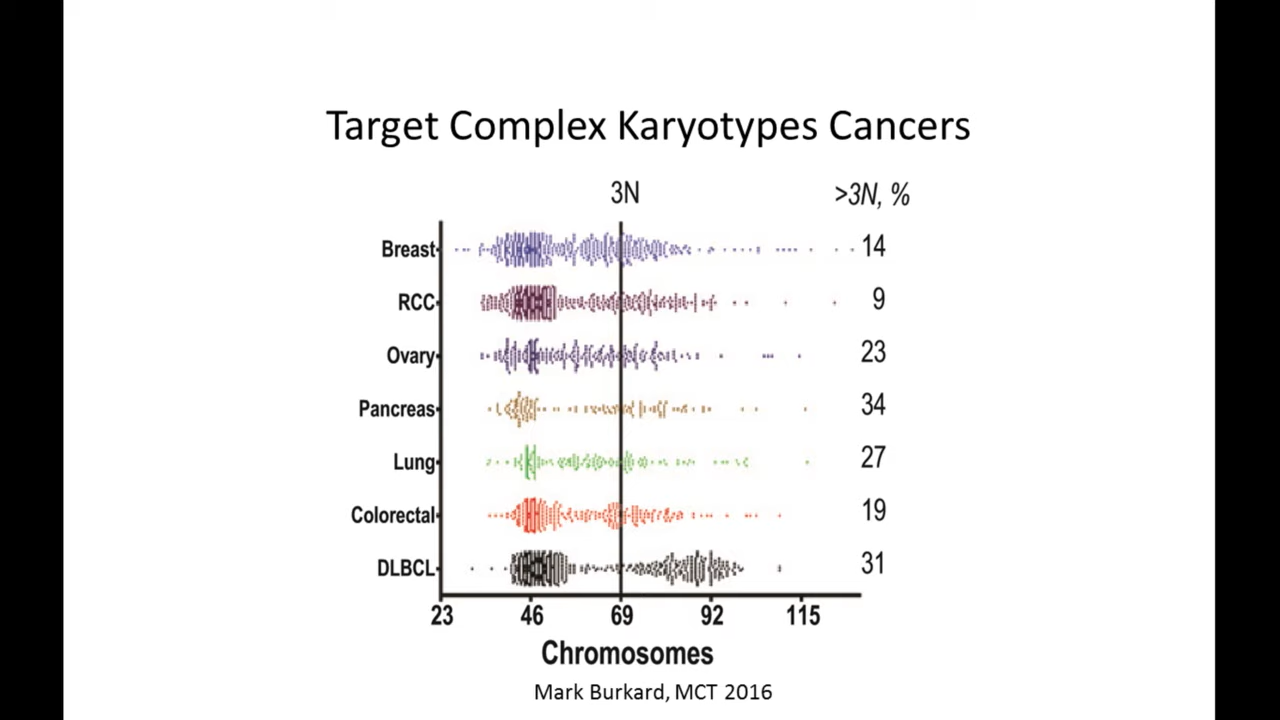 Target Complex Karyotypes Cancers
3N >3N, %
Breast 14
RCC 9
Ovary 23
Pancreas 34
Lung 27
Colorectal 19
DLBCL 31
23 46 69 92 115
Chromosomes
Mark Burkard, MCT 2016